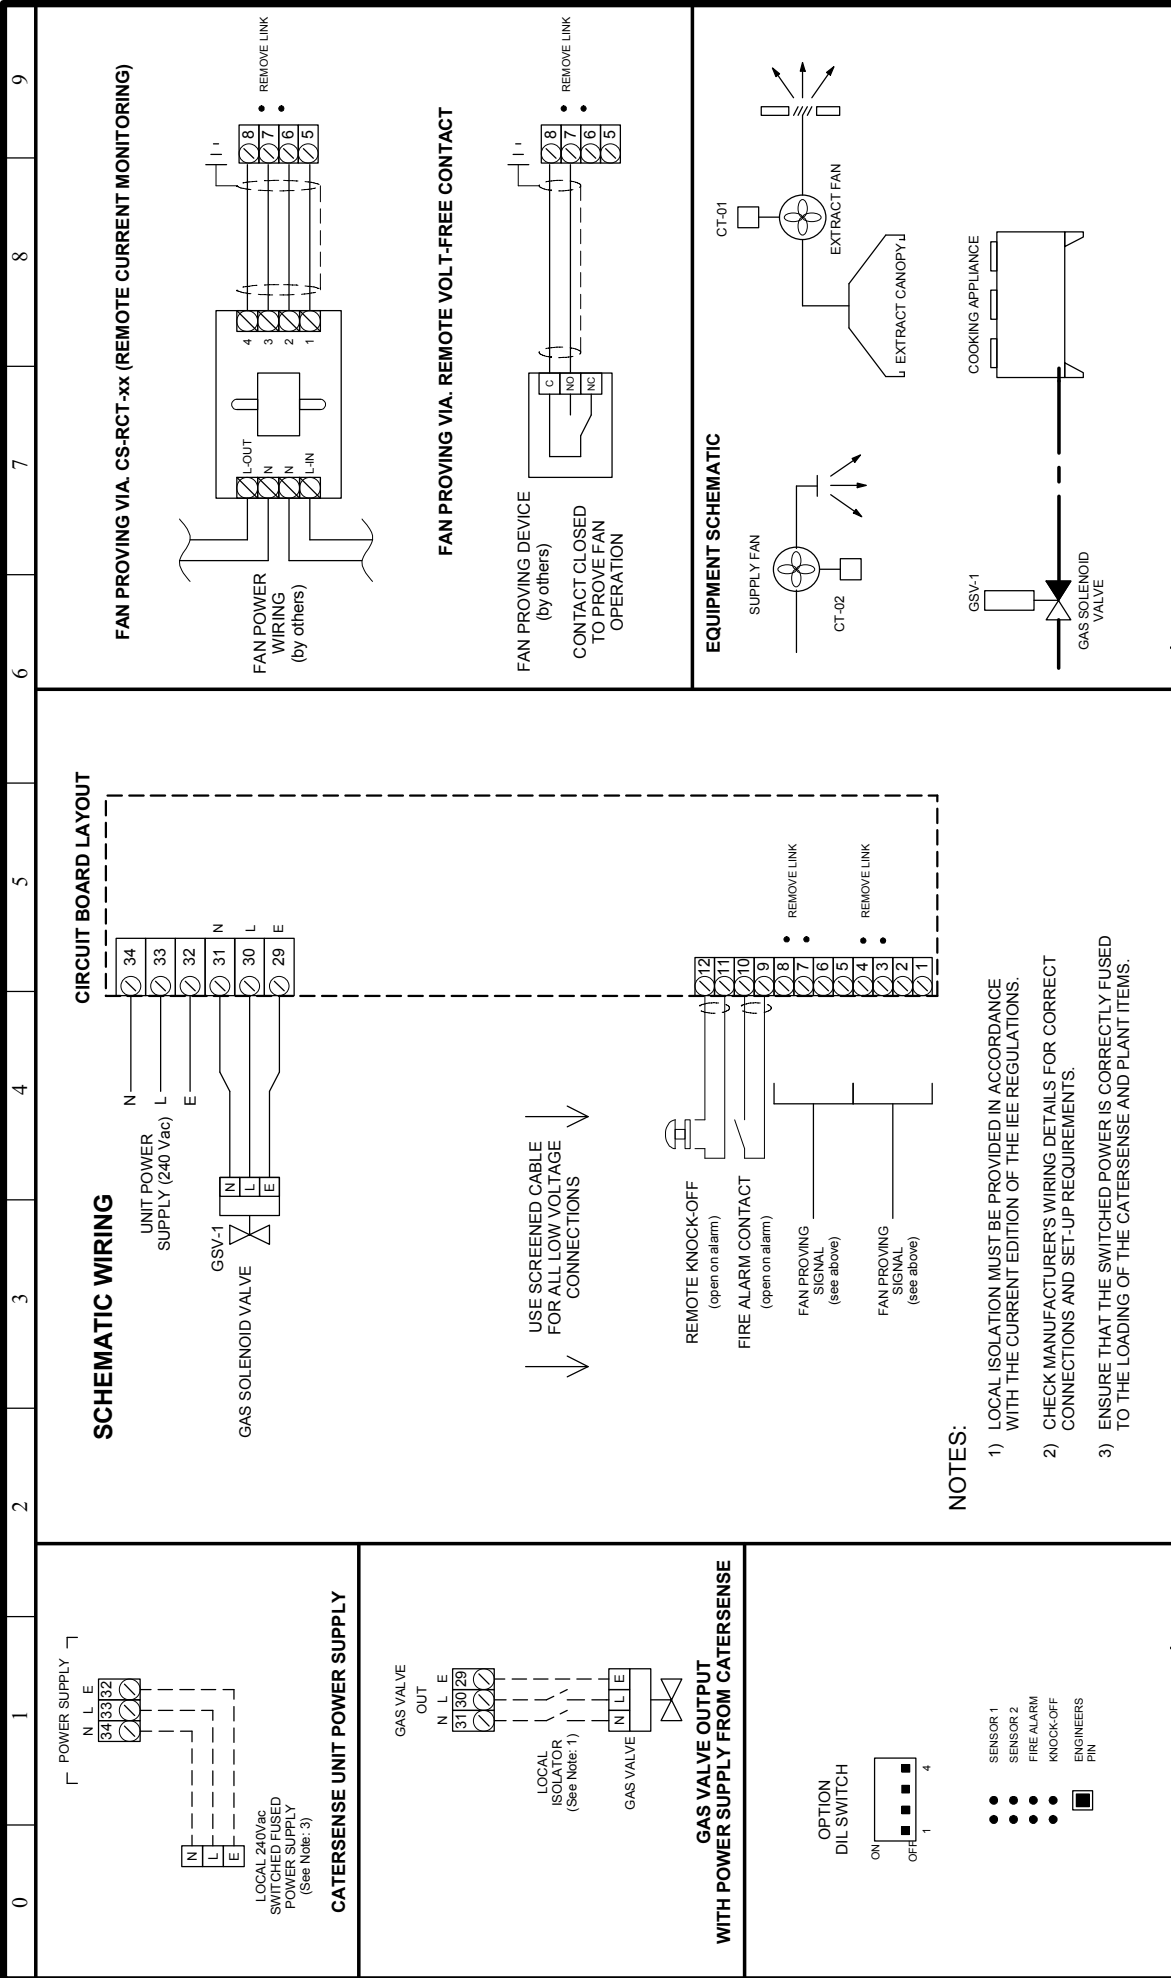 0 1 2 3 4 5 6 7 8 9
POWER SUPPLY
N L E
34 33 32
N
L
E
LOCAL 240Vac
SWITCHED FUSED
POWER SUPPLY
(See Note: 3)
CATERSENSE UNIT POWER SUPPLY
GAS VALVE
OUT
N L E
31 30 29
LOCAL
ISOLATOR
(See Note: 1)
N L E
GAS VALVE
GAS VALVE OUTPUT
WITH POWER SUPPLY FROM CATERSENSE
OPTION
DIL SWITCH
ON
OFF
1 4
SENSOR 1
SENSOR 2
FIRE ALARM
KNOCK-OFF
ENGINEERS
PIN
SCHEMATIC WIRING
CIRCUIT BOARD LAYOUT
UNIT POWER
SUPPLY (240 Vac)
N
L
E
34
33
32
31 N
30 L
29 E
GSV-1
N
L
E
GAS SOLENOID VALVE
USE SCREENED CABLE
FOR ALL LOW VOLTAGE
CONNECTIONS
REMOTE KNOCK-OFF
(open on alarm)
FIRE ALARM CONTACT
(open on alarm)
FAN PROVING
SIGNAL
(see above)
FAN PROVING
SIGNAL
(see above)
12
11
10
9
8
7
6
5
4
3
2
1
REMOVE LINK
REMOVE LINK
NOTES:
1) LOCAL ISOLATION MUST BE PROVIDED IN ACCORDANCE
WITH THE CURRENT EDITION OF THE IEE REGULATIONS.
2) CHECK MANUFACTURER'S WIRING DETAILS FOR CORRECT
CONNECTIONS AND SET-UP REQUIREMENTS.
3) ENSURE THAT THE SWITCHED POWER IS CORRECTLY FUSED
TO THE LOADING OF THE CATERSENSE AND PLANT ITEMS.
FAN PROVING VIA. CS-RCT-xx (REMOTE CURRENT MONITORING)
FAN POWER
WIRING
(by others)
L-OUT
N
N
L-IN
4
3
2
1
8
7
6
5
REMOVE LINK
FAN PROVING VIA. REMOTE VOLT-FREE CONTACT
FAN PROVING DEVICE
(by others)
CONTACT CLOSED
TO PROVE FAN
OPERATION
C
NO
NC
8
7
6
5
REMOVE LINK
EQUIPMENT SCHEMATIC
SUPPLY FAN
CT-02
CT-01
EXTRACT FAN
EXTRACT CANOPY
GSV-1
GAS SOLENOID
VALVE
COOKING APPLIANCE